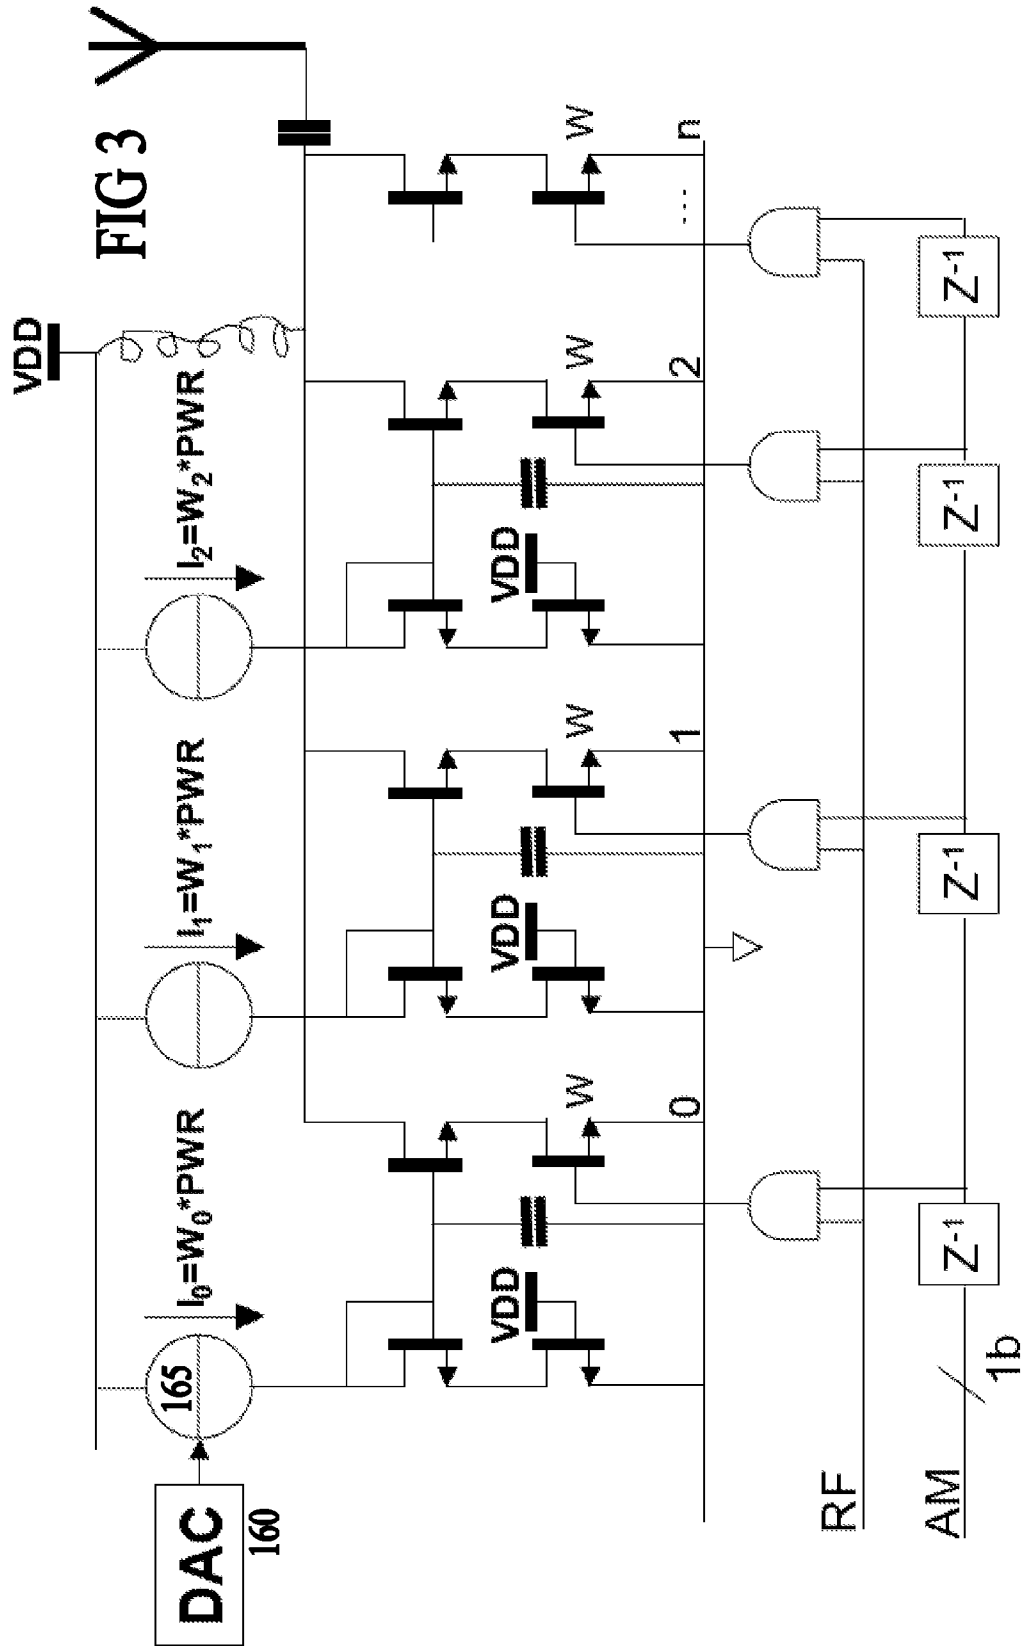 FIG 3
VDD
I₀=W₀*PWR
I₁=W₁*PWR
I₂=W₂*PWR
165
DAC
160
VDD
VDD
VDD
W
W
W
W
0
1
2
...
n
RF
AM
1b
Z⁻¹
Z⁻¹
Z⁻¹
Z⁻¹